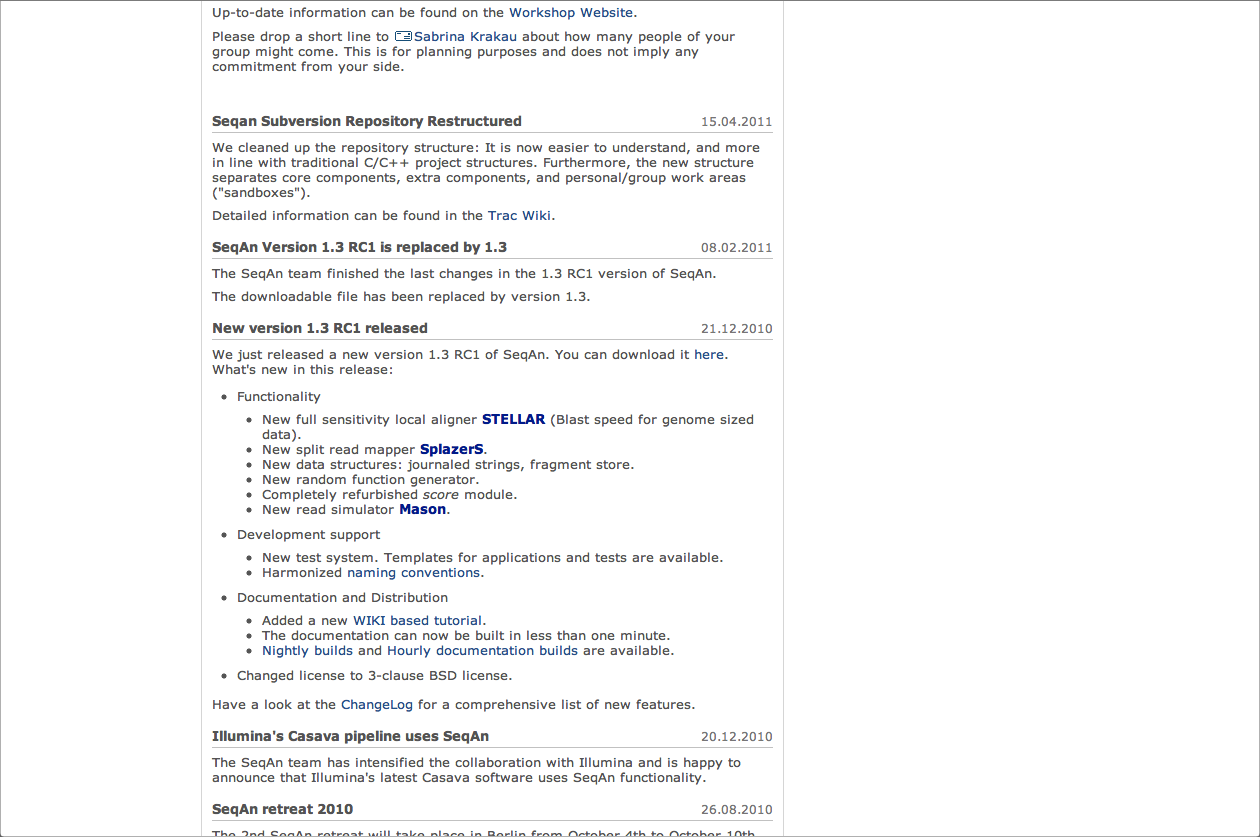 Up-to-date information can be found on the Workshop Website.
Please drop a short line to Sabrina Krakau about how many people of your
group might come. This is for planning purposes and does not imply any
commitment from your side.
Seqan Subversion Repository Restructured 15.04.2011
We cleaned up the repository structure: It is now easier to understand, and more
in line with traditional C/C++ project structures. Furthermore, the new structure
separates core components, extra components, and personal/group work areas
("sandboxes").
Detailed information can be found in the Trac Wiki.
SeqAn Version 1.3 RC1 is replaced by 1.3 08.02.2011
The SeqAn team finished the last changes in the 1.3 RC1 version of SeqAn.
The downloadable file has been replaced by version 1.3.
New version 1.3 RC1 released 21.12.2010
We just released a new version 1.3 RC1 of SeqAn. You can download it here.
What's new in this release:
• Functionality
• New full sensitivity local aligner STELLAR (Blast speed for genome sized
data).
• New split read mapper SplazerS.
• New data structures: journaled strings, fragment store.
• New random function generator.
• Completely refurbished score module.
• New read simulator Mason.
• Development support
• New test system. Templates for applications and tests are available.
• Harmonized naming conventions.
• Documentation and Distribution
• Added a new WIKI based tutorial.
• The documentation can now be built in less than one minute.
• Nightly builds and Hourly documentation builds are available.
• Changed license to 3-clause BSD license.
Have a look at the ChangeLog for a comprehensive list of new features.
Illumina's Casava pipeline uses SeqAn 20.12.2010
The SeqAn team has intensified the collaboration with Illumina and is happy to
announce that Illumina's latest Casava software uses SeqAn functionality.
SeqAn retreat 2010 26.08.2010
The 2nd SeqAn retreat will take place in Berlin from October 4th to October 10th